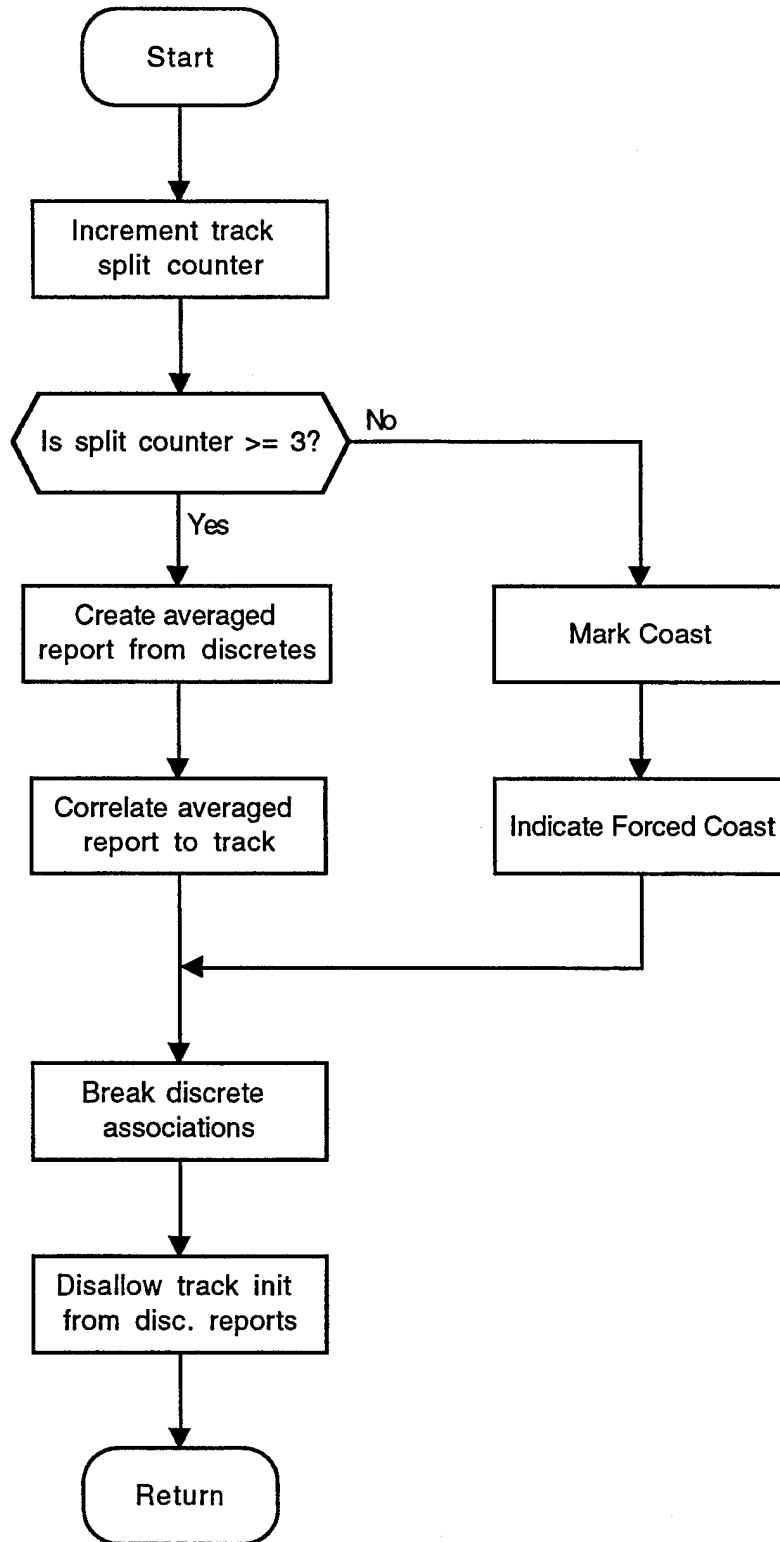 Start
Increment track
split counter
Is split counter >= 3?
No
Yes
Create averaged
report from discretes
Mark Coast
Correlate averaged
report to track
Indicate Forced Coast
Break discrete
associations
Disallow track init
from disc. reports
Return